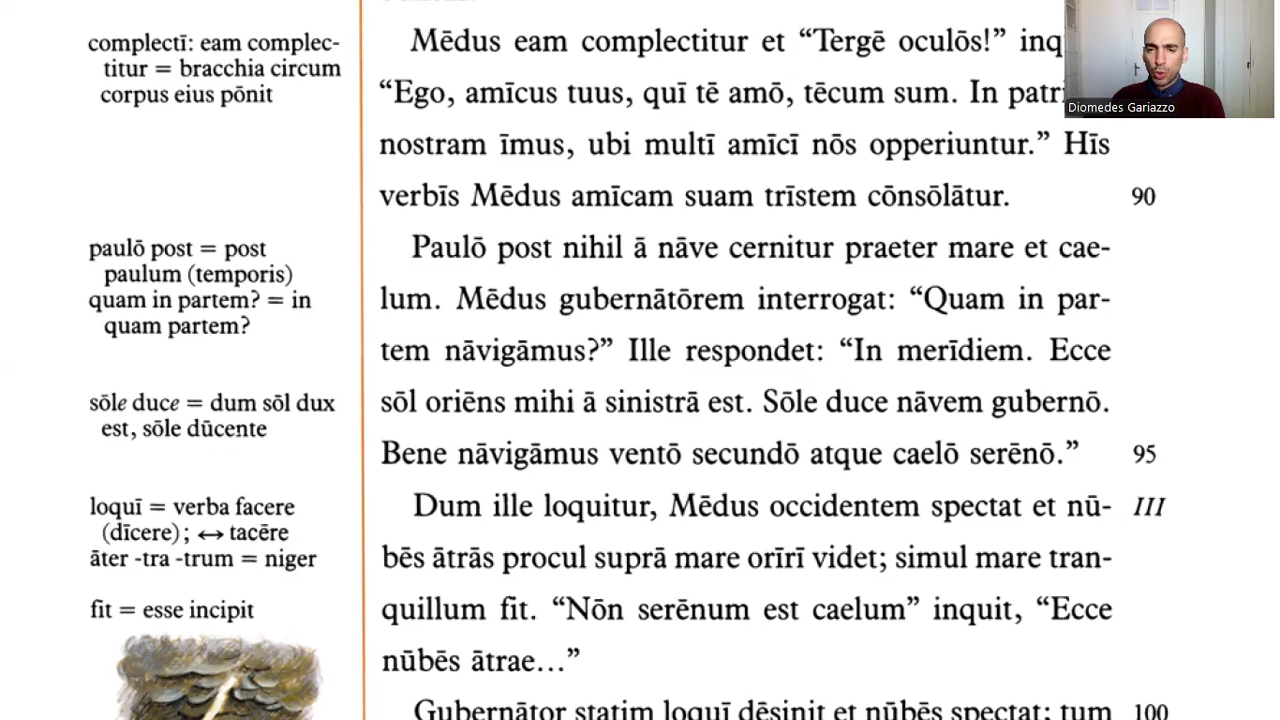 complectī: eam complec-
titur = bracchia circum
corpus eius pōnit
paulō post = post
paulum (temporis)
quam in partem? = in
quam partem?
sōle duce = dum sōl dux
est, sōle dūcente
loquī = verba facere
(dīcere); ↔ tacēre
āter -tra -trum = niger
fit = esse incipit
Mēdus eam complectitur et “Tergē oculōs!”
“Ego, amīcus tuus, quī tē amō, tēcum sum. In
nostram īmus, ubi multī amīcī nōs opperiuntur.” Hīs
verbīs Mēdus amīcam suam trīstem cōnsōlātur. 90
Paulō post nihil ā nāve cernitur praeter mare et cae-
lum. Mēdus gubernātōrem interrogat: “Quam in par-
tem nāvigāmus?” Ille respondet: “In merīdiem. Ecce
sōl oriēns mihi ā sinistrā est. Sōle duce nāvem gubernō.
Bene nāvigāmus ventō secundō atque caelō serēnō.” 95
Dum ille loquitur, Mēdus occidentem spectat et nū- III
bēs ātrās procul suprā mare orīrī videt; simul mare tran-
quillum fit. “Nōn serēnum est caelum” inquit, “Ecce
nūbēs ātrae...”
Gubernātor statim loquī dēsinit et nūbēs spectat; tum 100
Diomedes Gariazzo